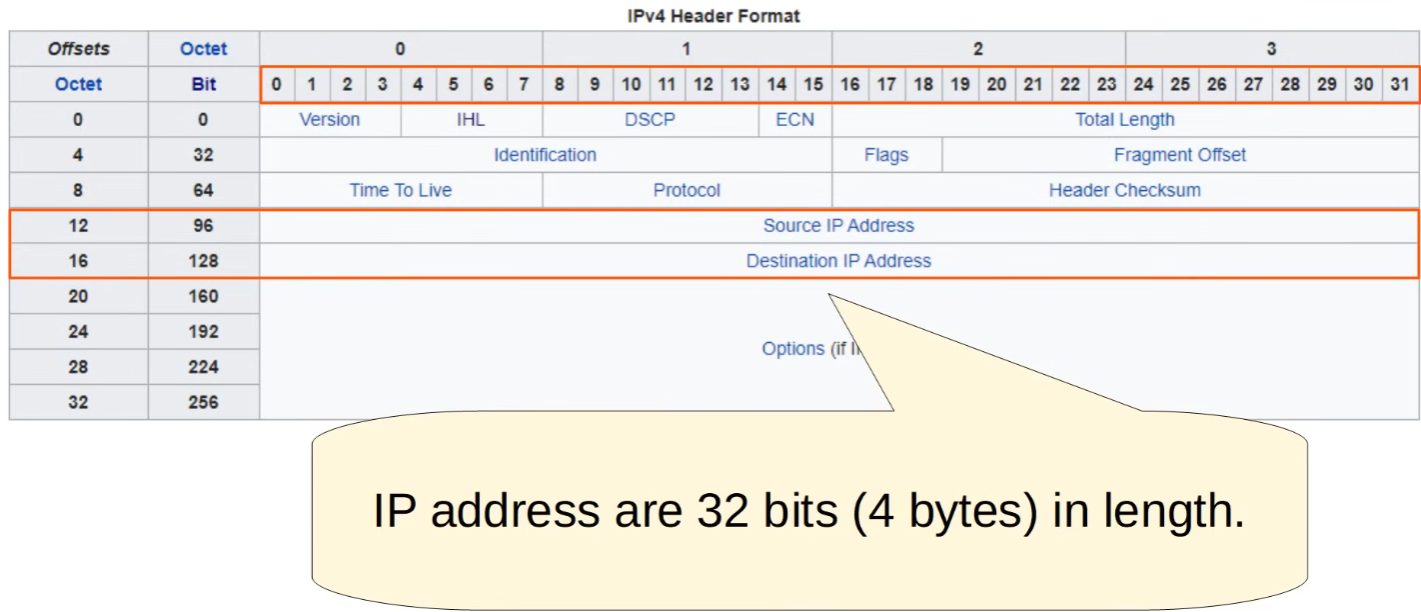 IPv4 Header Format
Offsets Octet 0 1 2 3
Octet Bit 0 1 2 3 4 5 6 7 8 9 10 11 12 13 14 15 16 17 18 19 20 21 22 23 24 25 26 27 28 29 30 31
0 0 Version IHL DSCP ECN Total Length
4 32 Identification Flags Fragment Offset
8 64 Time To Live Protocol Header Checksum
12 96 Source IP Address
16 128 Destination IP Address
20 160
24 192
Options (if
28 224
32 256
IP address are 32 bits (4 bytes) in length.